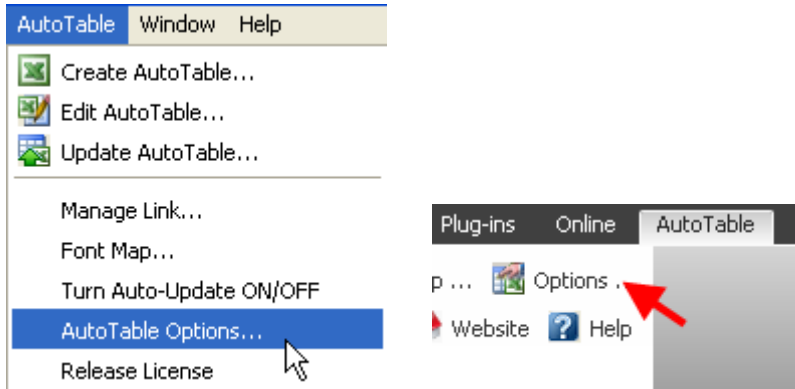 AutoTable Window Help
Create AutoTable...
Edit AutoTable...
Update AutoTable...
Manage Link...
Font Map...
Turn Auto-Update ON/OFF
AutoTable Options...
Release License
Plug-ins Online AutoTable
p ... Options .
Website Help